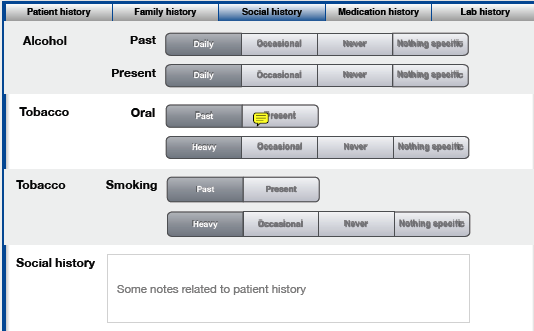 Patient history Family history Social history Medication history Lab history
Alcohol Past Daily Occasional Never Nothing specific
Present Daily Occasional Never Nothing specific
Tobacco Oral Past Present
Heavy Occasional Never Nothing specific
Tobacco Smoking Past Present
Heavy Occasional Never Nothing specific
Social history
Some notes related to patient history